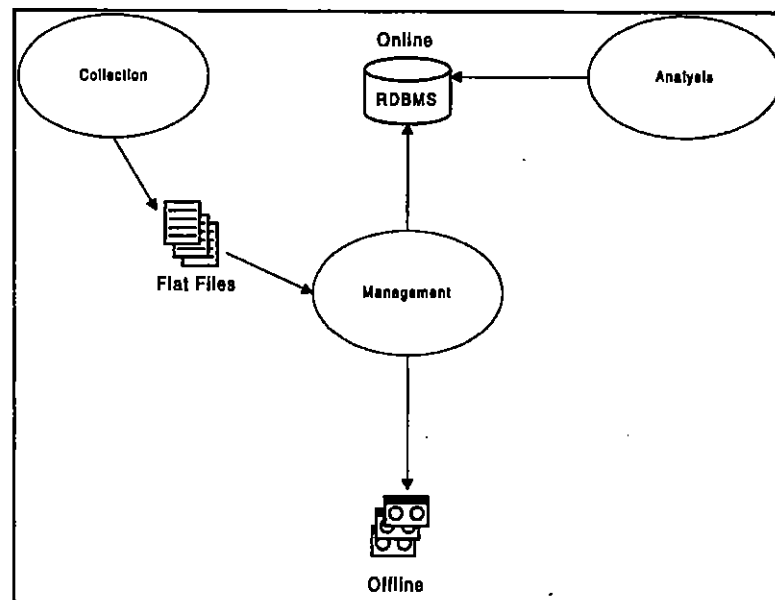 Collection
Online
RDBMS
Analysis
Flat Files
Management
Offline